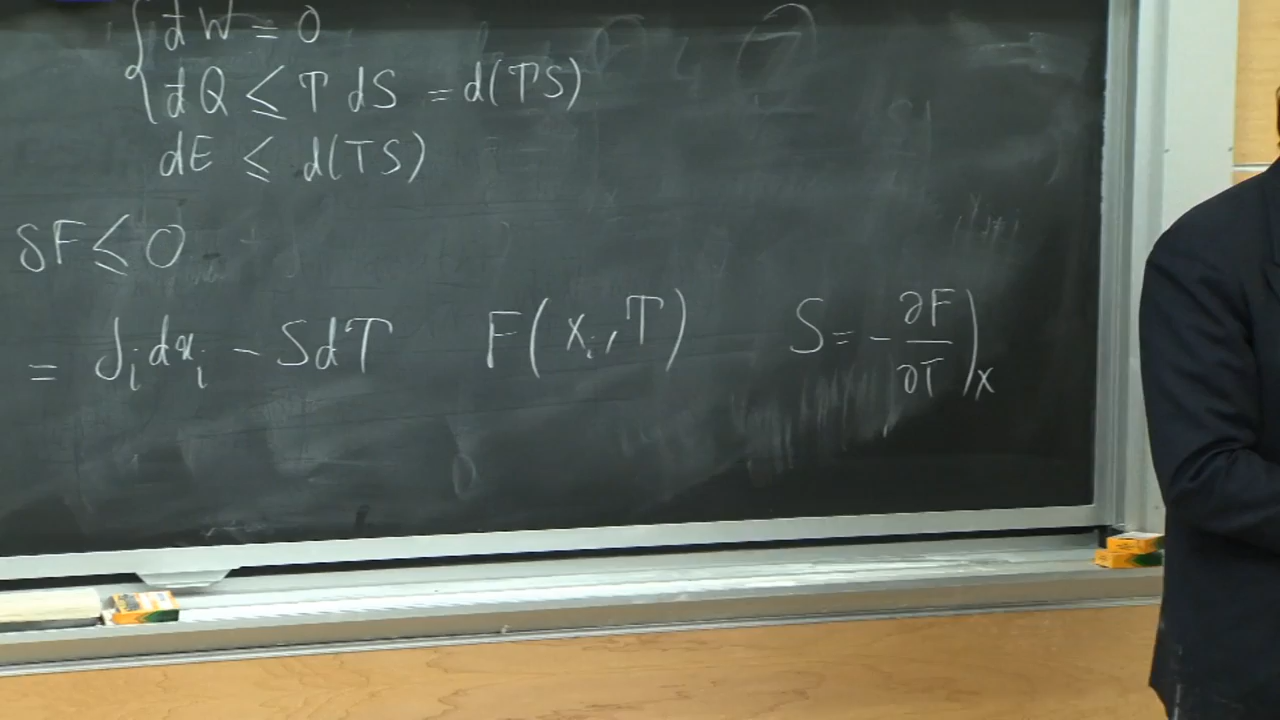 đW = 0
đQ ≤ T dS = d(TS)
dE ≤ d(TS)
δF ≤ 0
= J_i dx_i - SdT F(x_i, T) S = -∂F/∂T)_x